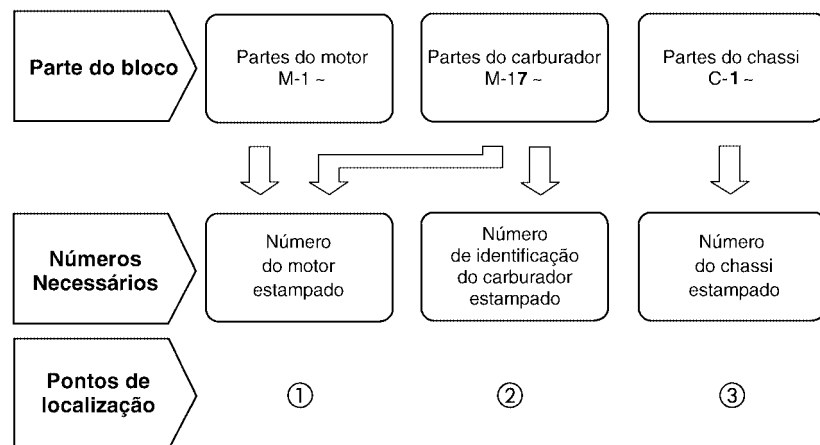 Parte do bloco
Partes do motor
M-1 ~
Partes do carburador
M-17 ~
Partes do chassi
C-1 ~
Números
Necessários
Número
do motor
estampado
Número
de identificação
do carburador
estampado
Número
do chassi
estampado
Pontos de
localização
①
②
③